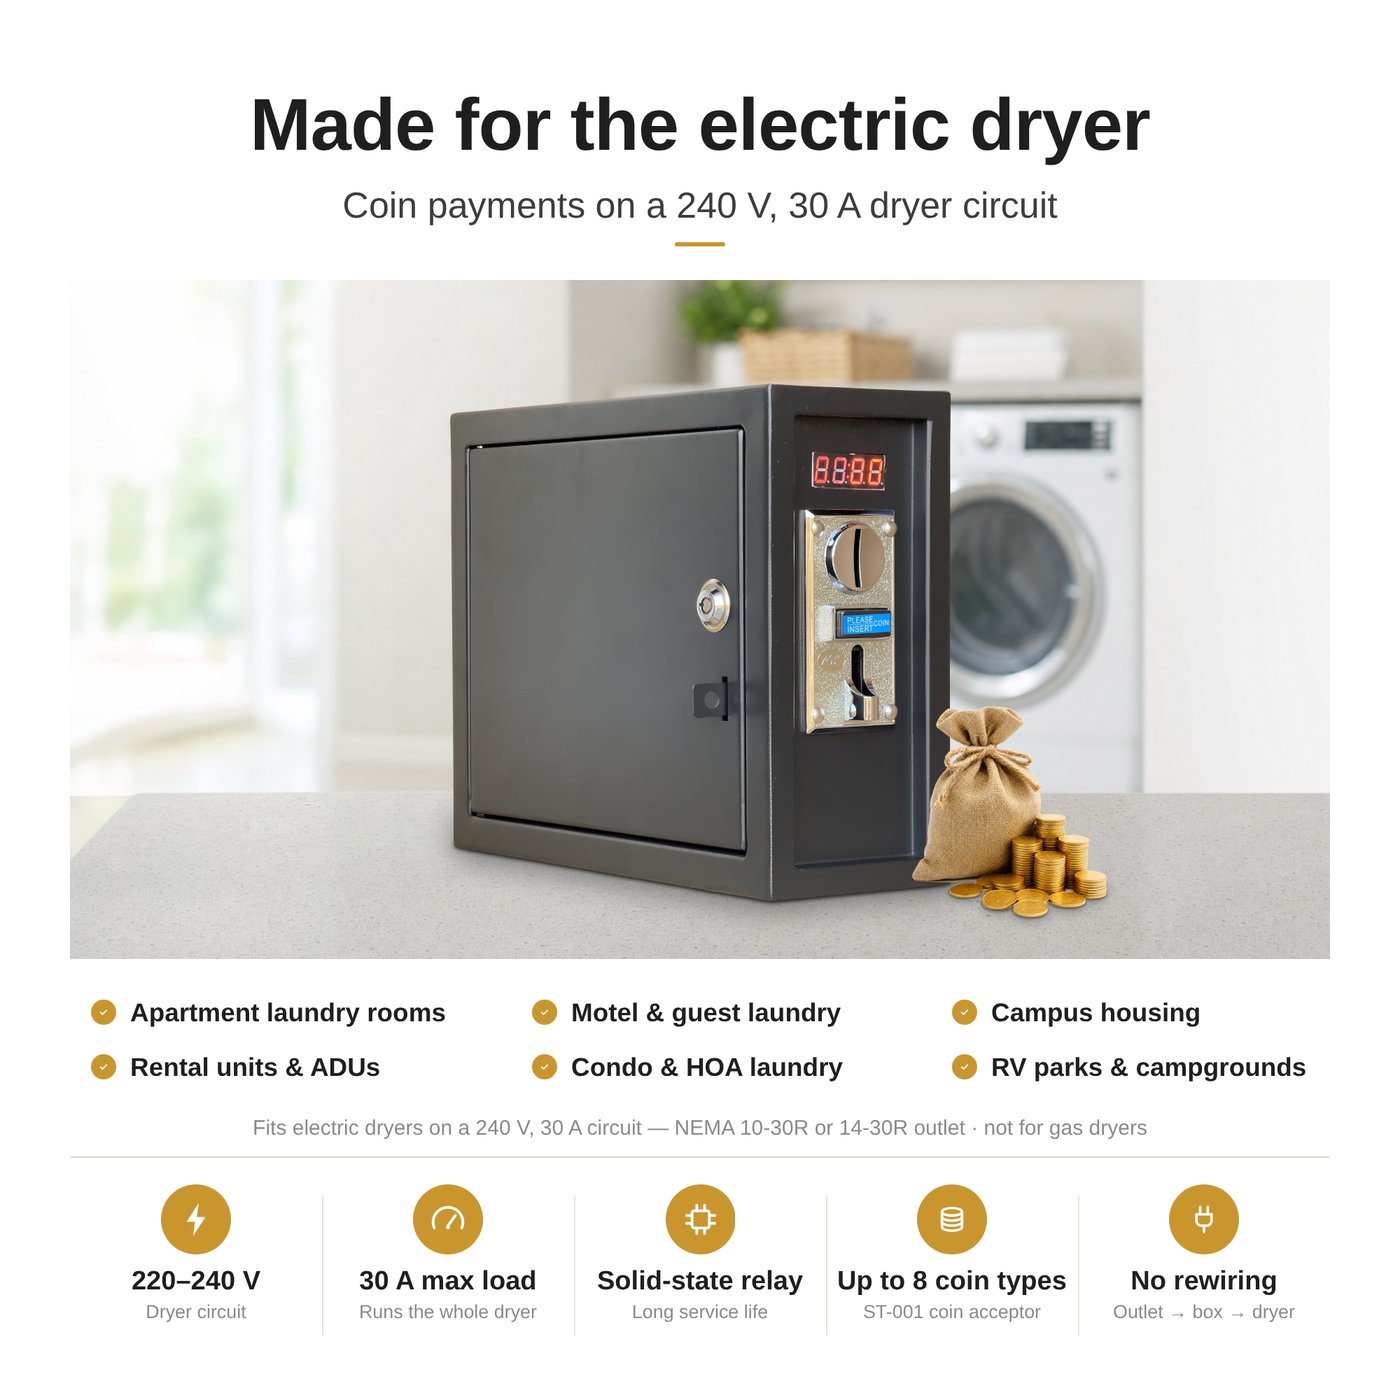 Made for the electric dryer
Coin payments on a 240 V, 30 A dryer circuit
88:88
PLEASE
INSERT COIN
Apartment laundry rooms
Motel & guest laundry
Campus housing
Rental units & ADUs
Condo & HOA laundry
RV parks & campgrounds
Fits electric dryers on a 240 V, 30 A circuit — NEMA 10-30R or 14-30R outlet · not for gas dryers
220–240 V
Dryer circuit
30 A max load
Runs the whole dryer
Solid-state relay
Long service life
Up to 8 coin types
ST-001 coin acceptor
No rewiring
Outlet → box → dryer